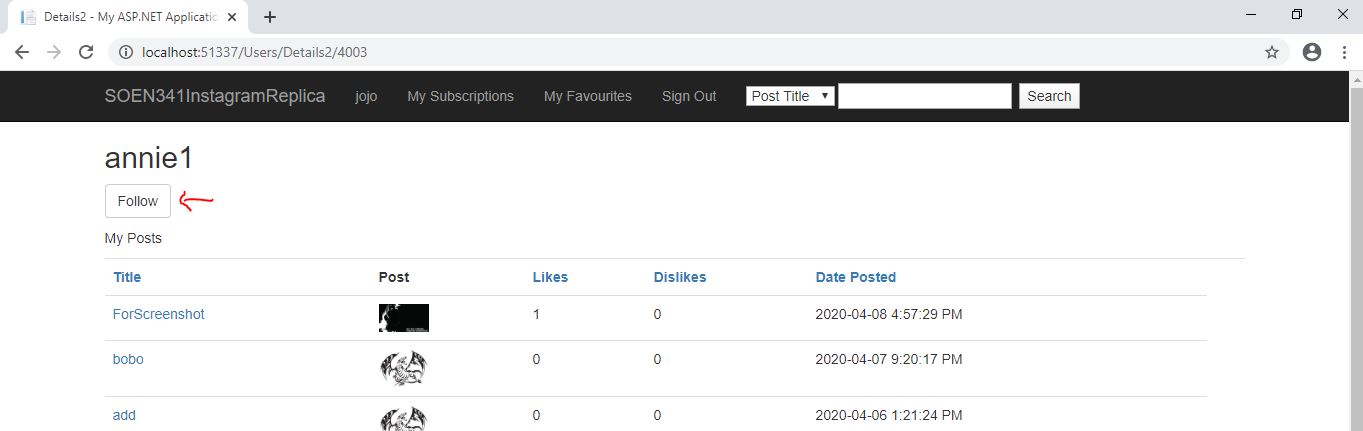 Details2 - My ASP.NET Applicatio
localhost:51337/Users/Details2/4003
SOEN341InstagramReplica jojo My Subscriptions My Favourites Sign Out Post Title Search
annie1
Follow
My Posts
Title Post Likes Dislikes Date Posted
ForScreenshot 1 0 2020-04-08 4:57:29 PM
bobo 0 0 2020-04-07 9:20:17 PM
add 0 0 2020-04-06 1:21:24 PM